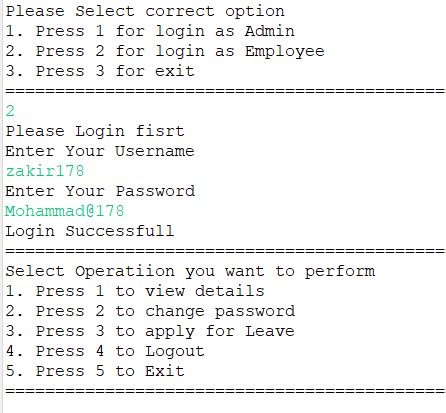 Please Select correct option
1. Press 1 for login as Admin
2. Press 2 for login as Employee
3. Press 3 for exit
============================================
2
Please Login fisrt
Enter Your Username
zakir178
Enter Your Password
Mohammad@178
Login Successfull
============================================
Select Operatiion you want to perform
1. Press 1 to view details
2. Press 2 to change password
3. Press 3 to apply for Leave
4. Press 4 to Logout
5. Press 5 to Exit
============================================